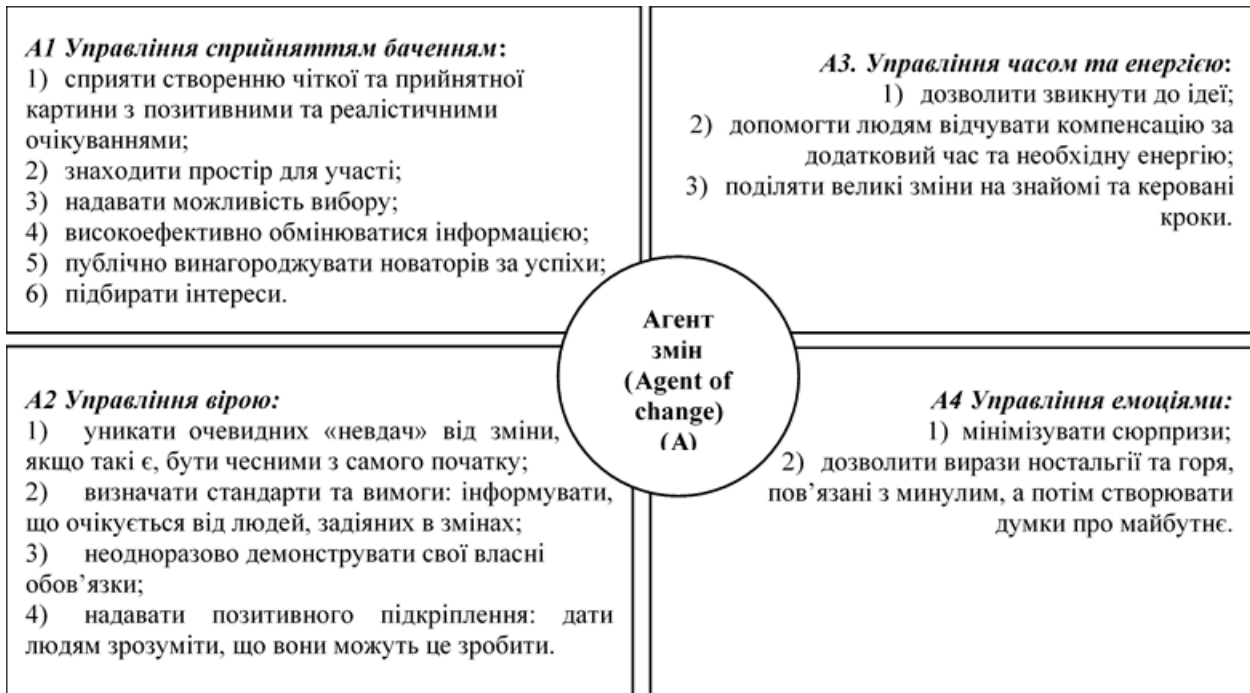 А1 Управління сприйняттям баченням:
1) сприяти створенню чіткої та прийнятної
картини з позитивними та реалістичними
очікуваннями;
2) знаходити простір для участі;
3) надавати можливість вибору;
4) високоефективно обмінюватися інформацією;
5) публічно винагороджувати новаторів за успіхи;
6) підбирати інтереси.
А3. Управління часом та енергією:
1) дозволити звикнути до ідеї;
2) допомогти людям відчувати компенсацію за
додатковий час та необхідну енергію;
3) поділяти великі зміни на знайомі та керовані
кроки.
Агент
змін
(Agent of
change)
(А)
А2 Управління вірою:
1) уникати очевидних «невдач» від зміни,
якщо такі є, бути чесними з самого початку;
2) визначати стандарти та вимоги: інформувати,
що очікується від людей, задіяних в змінах;
3) неодноразово демонструвати свої власні
обов’язки;
4) надавати позитивного підкріплення: дати
людям зрозуміти, що вони можуть це зробити.
А4 Управління емоціями:
1) мінімізувати сюрпризи;
2) дозволити вирази ностальгії та горя,
пов’язані з минулим, а потім створювати
думки про майбутнє.